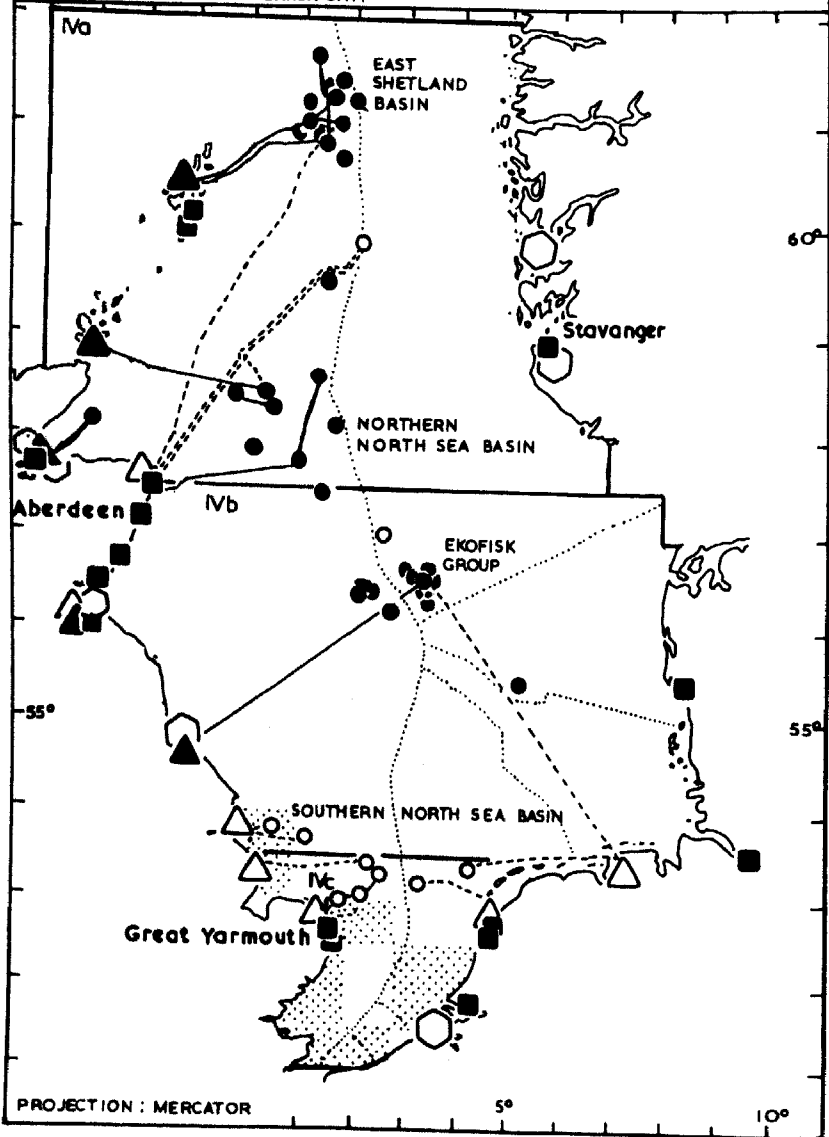 IVa
EAST
SHETLAND
BASIN
60°
Stavanger
NORTHERN
NORTH SEA BASIN
Aberdeen
IVb
EKOFISK
GROUP
55°
55°
SOUTHERN NORTH SEA BASIN
IVc
Great Yarmouth
PROJECTION : MERCATOR
5°
10°